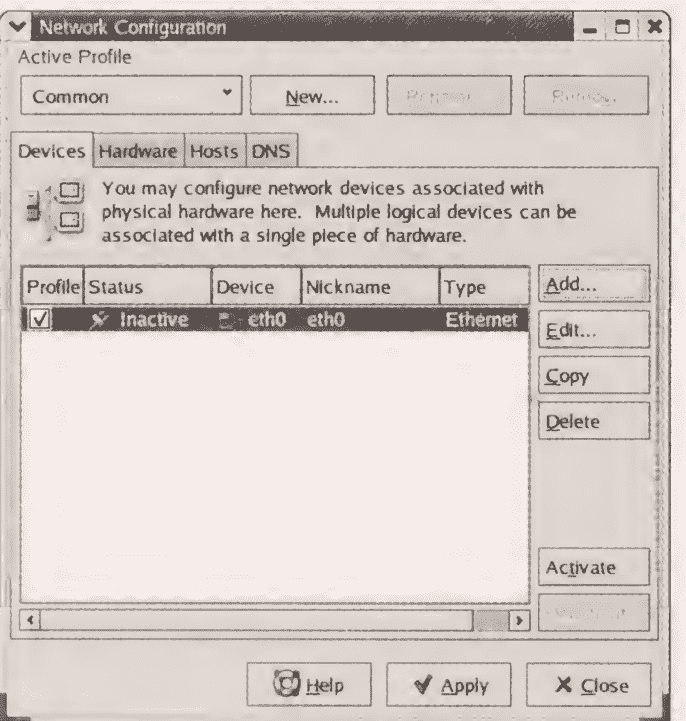 Network Configuration
Active Profile
Common New...
Devices Hardware Hosts DNS
You may configure network devices associated with
physical hardware here. Multiple logical devices can be
associated with a single piece of hardware.
Profile Status Device Nickname Type
Inactive eth0 eth0 Ethernet
Add...
Edit...
Copy
Delete
Activate
Help Apply Close